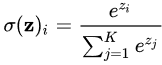 σ(𝐳)ᵢ = e^{zᵢ} / ∑_{j=1}^{K} e^{zⱼ}